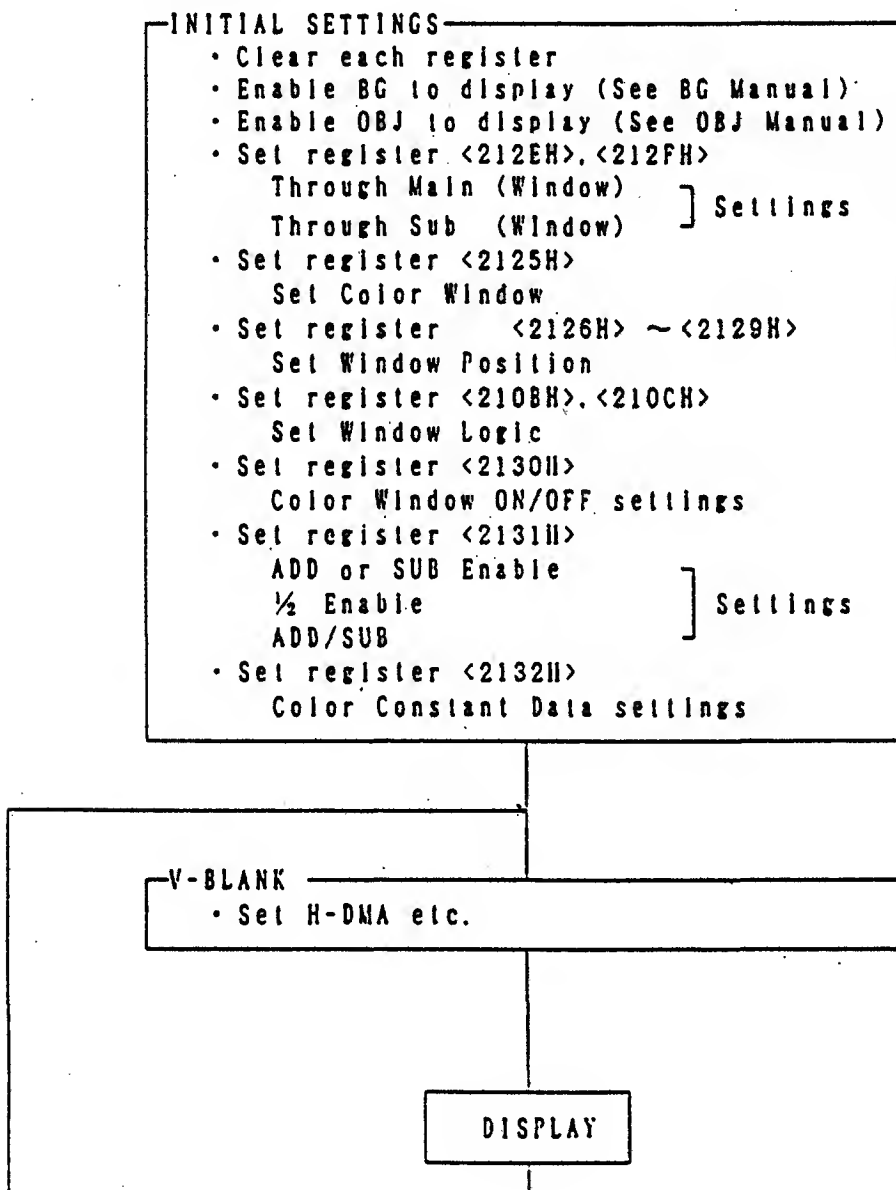 INITIAL SETTINGS
・Clear each register
・Enable BG to display (See BG Manual)
・Enable OBJ to display (See OBJ Manual)
・Set register <212EH>,<212FH>
Through Main (Window)
Through Sub (Window)
] Settings
・Set register <2125H>
Set Color Window
・Set register <2126H> ~<2129H>
Set Window Position
・Set register <210BH>,<210CH>
Set Window Logic
・Set register <2130H>
Color Window ON/OFF settings
・Set register <2131H>
ADD or SUB Enable
½ Enable ] Settings
ADD/SUB
・Set register <2132H>
Color Constant Data settings
V-BLANK
・Set H-DMA etc.
DISPLAY